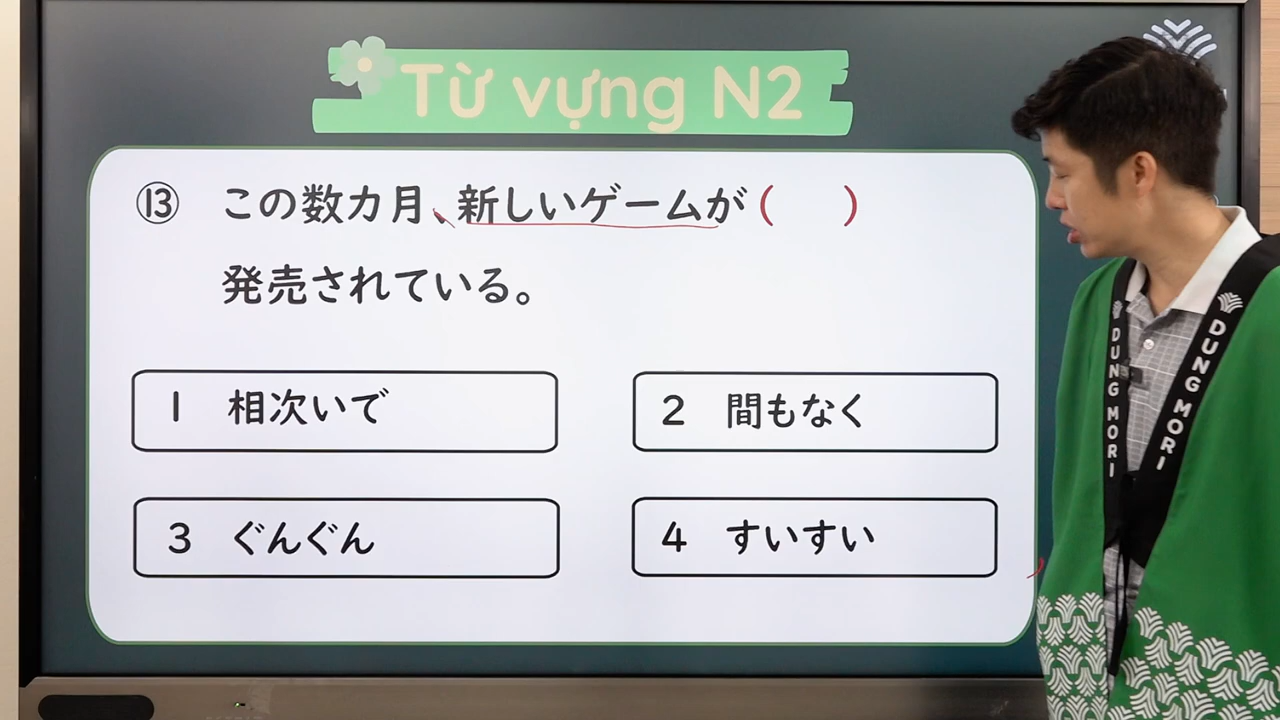 Từ vựng N2
⑬ この数カ月、新しいゲームが( )
発売されている。
1 相次いで
2 間もなく
3 ぐんぐん
4 すいすい
DUNG MORI
DUNG MORI